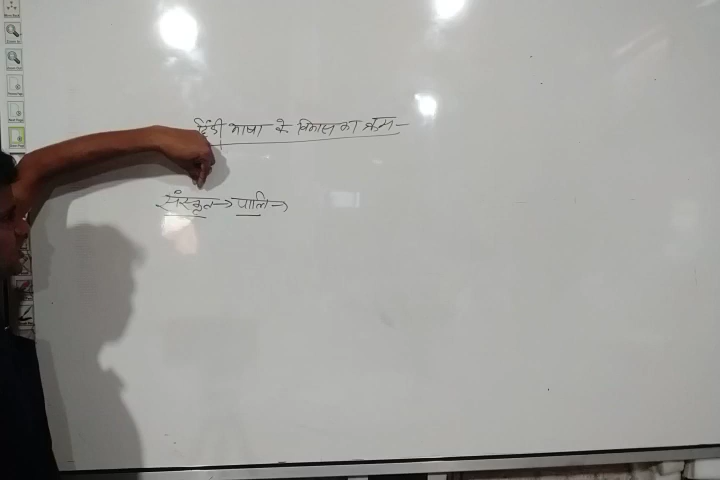 हिंदी भाषा के विकास का क्रम –
संस्कृत → पालि →